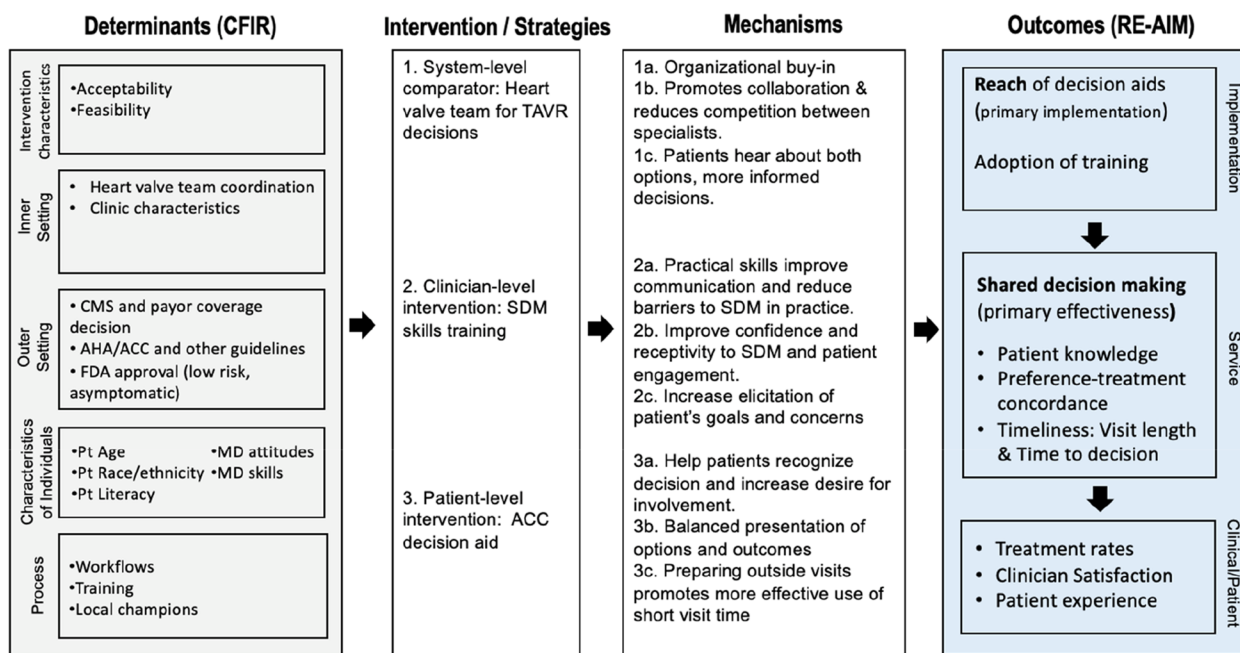 Determinants (CFIR)
Intervention
Characteristics
•Acceptability
•Feasibility
Inner
Setting
• Heart valve team coordination
• Clinic characteristics
Outer
Setting
• CMS and payor coverage
decision
• AHA/ACC and other guidelines
• FDA approval (low risk,
asymptomatic)
Characteristics
of Individuals
•Pt Age
•Pt Race/ethnicity
•Pt Literacy
•MD attitudes
•MD skills
Process
•Workflows
•Training
•Local champions
Intervention / Strategies
1. System-level
comparator: Heart
valve team for TAVR
decisions
2. Clinician-level
intervention: SDM
skills training
3. Patient-level
intervention: ACC
decision aid
Mechanisms
1a. Organizational buy-in
1b. Promotes collaboration &
reduces competition between
specialists.
1c. Patients hear about both
options, more informed
decisions.
2a. Practical skills improve
communication and reduce
barriers to SDM in practice.
2b. Improve confidence and
receptivity to SDM and patient
engagement.
2c. Increase elicitation of
patient's goals and concerns
3a. Help patients recognize
decision and increase desire for
involvement.
3b. Balanced presentation of
options and outcomes
3c. Preparing outside visits
promotes more effective use of
short visit time
Outcomes (RE-AIM)
Reach of decision aids
(primary implementation)
Adoption of training
Implementation
Shared decision making
(primary effectiveness)
• Patient knowledge
• Preference-treatment
concordance
• Timeliness: Visit length
& Time to decision
Service
• Treatment rates
• Clinician Satisfaction
• Patient experience
Clinical/Patient